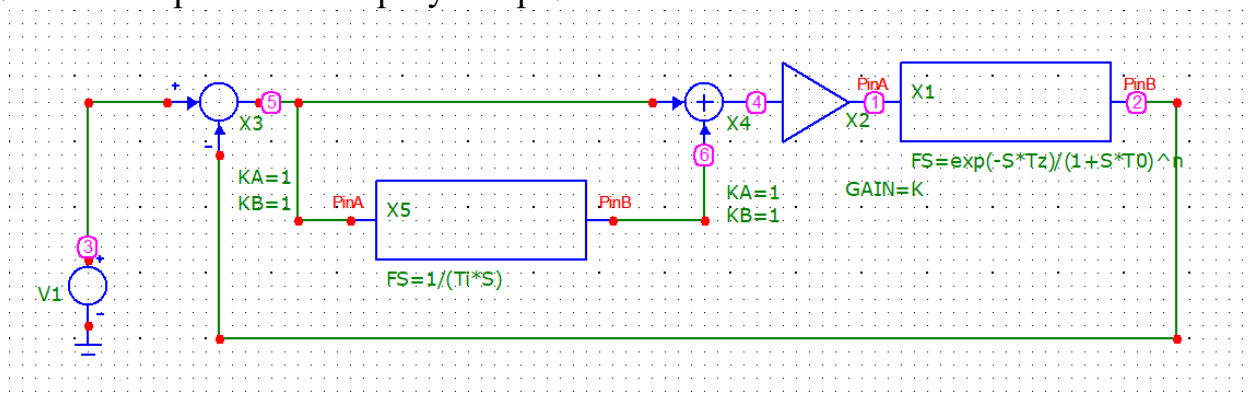 5
X3
4
X4
PinA
1
X2
X1
PinB
2
FS=exp(-S*Tz)/(1+S*T0)^n
GAIN=K
6
KA=1
KB=1
KA=1
KB=1
PinA
X5
PinB
FS=1/(Ti*S)
3
V1